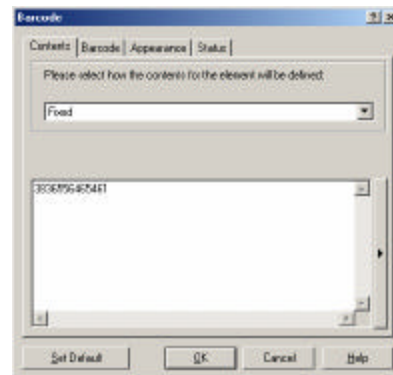 Barcode
Contents Barcode Appearance Status
Please select how the contents for the element will be defined:
Fixed
Set Default OK Cancel Help